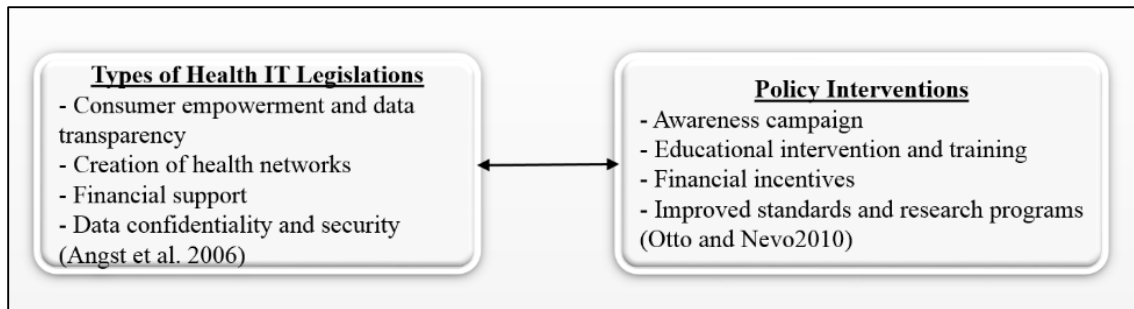 Types of Health IT Legislations
- Consumer empowerment and data
transparency
- Creation of health networks
- Financial support
- Data confidentiality and security
(Angst et al. 2006)
Policy Interventions
- Awareness campaign
- Educational intervention and training
- Financial incentives
- Improved standards and research programs
(Otto and Nevo2010)